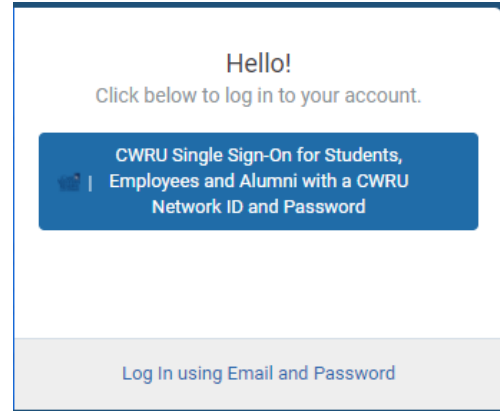 Hello!
Click below to log in to your account.
CWRU Single Sign-On for Students,
| Employees and Alumni with a CWRU
Network ID and Password
Log In using Email and Password